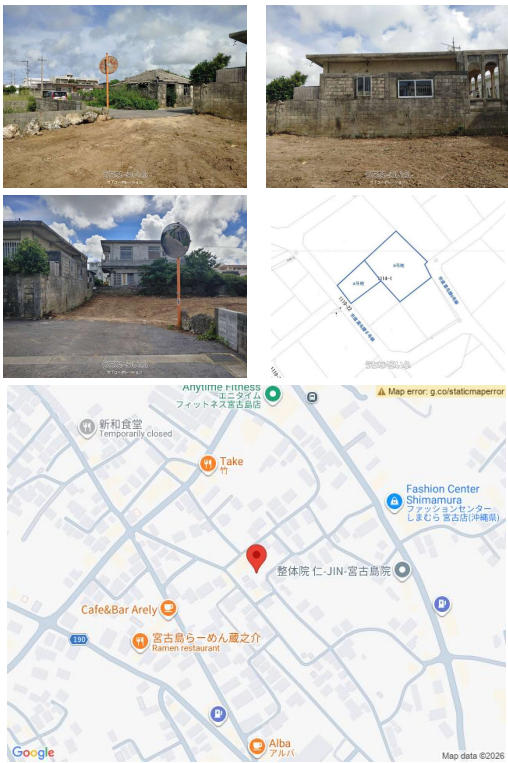 1118-1
Anytime Fitness
エニタイム
フィットネス宮古島店
Map error: g.co/staticmaperror
新和食堂
Temporarily closed
Take
竹
Fashion Center
Shimamura
ファッションセンター
しまむら 宮古店(沖縄県)
整体院 仁-JIN-宮古島院
Cafe&Bar Arely
190
宮古島らーめん蔵之介
Ramen restaurant
Alba
アルバ
Google
Map data ©2026